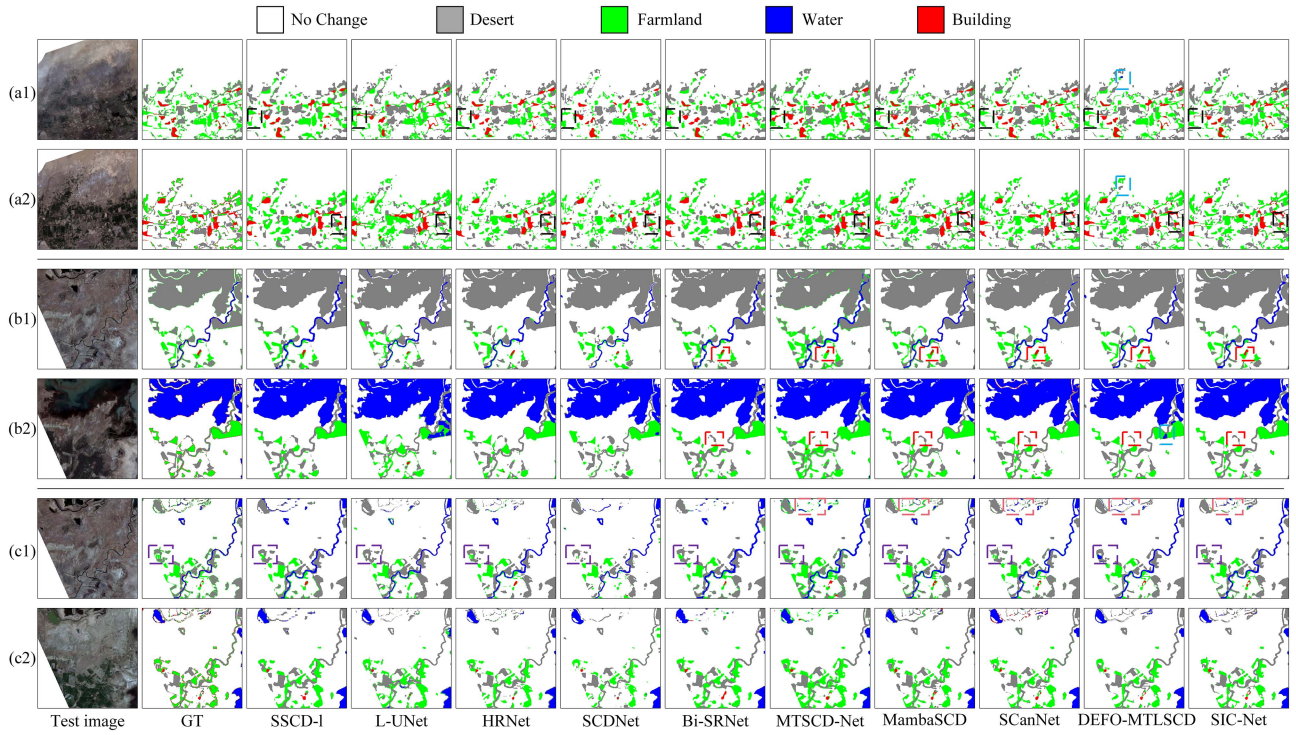 No Change Desert Farmland Water Building
(a1)
(a2)
(b1)
(b2)
(c1)
(c2)
Test image GT SSCD-I L-UNet HRNet SCDNet Bi-SRNet MTSCD-Net MambaSCD SCanNet DEFO-MTLSCD SIC-Net